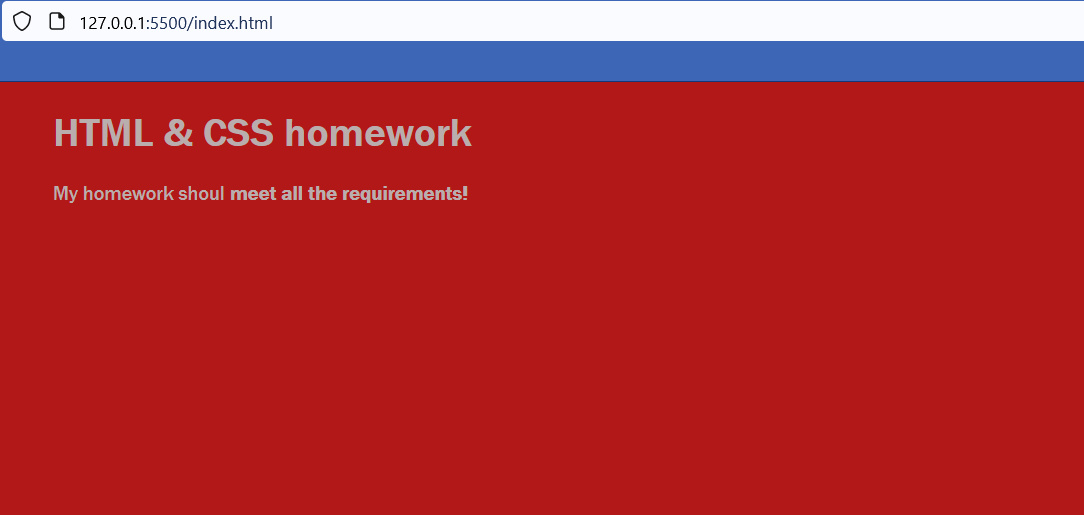 127.0.0.1:5500/index.html
HTML & CSS homework
My homework shoul meet all the requirements!